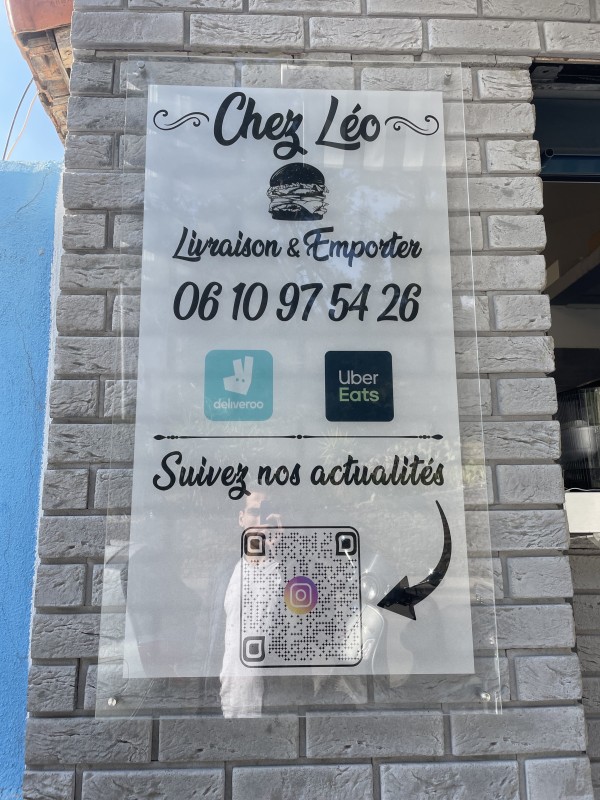 Chez Léo
Livraison & Emporter
06 10 97 54 26
deliveroo
Uber
Eats
Suivez nos actualités